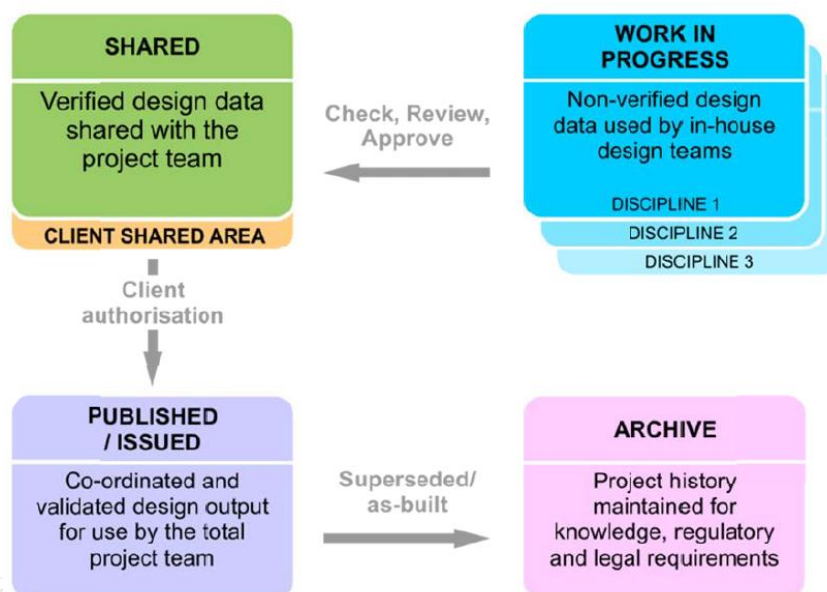 SHARED
Verified design data
shared with the
project team
CLIENT SHARED AREA
Check, Review,
Approve
WORK IN
PROGRESS
Non-verified design
data used by in-house
design teams
DISCIPLINE 1
DISCIPLINE 2
DISCIPLINE 3
Client
authorisation
PUBLISHED
/ ISSUED
Co-ordinated and
validated design output
for use by the total
project team
Superseded/
as-built
ARCHIVE
Project history
maintained for
knowledge, regulatory
and legal requirements